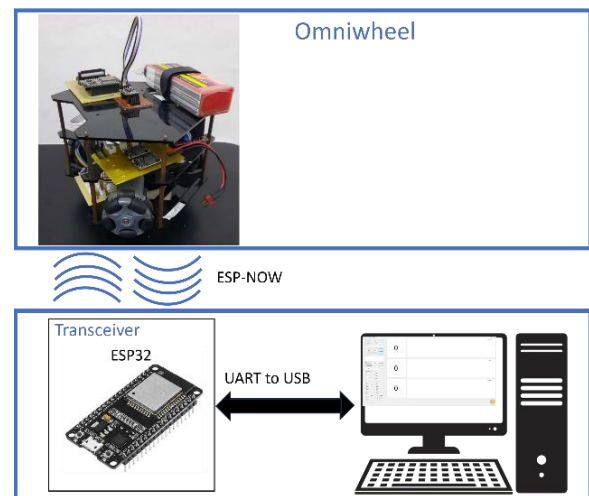 Omniwheel
ESP-NOW
Transceiver
ESP32
UART to USB
0
0
0